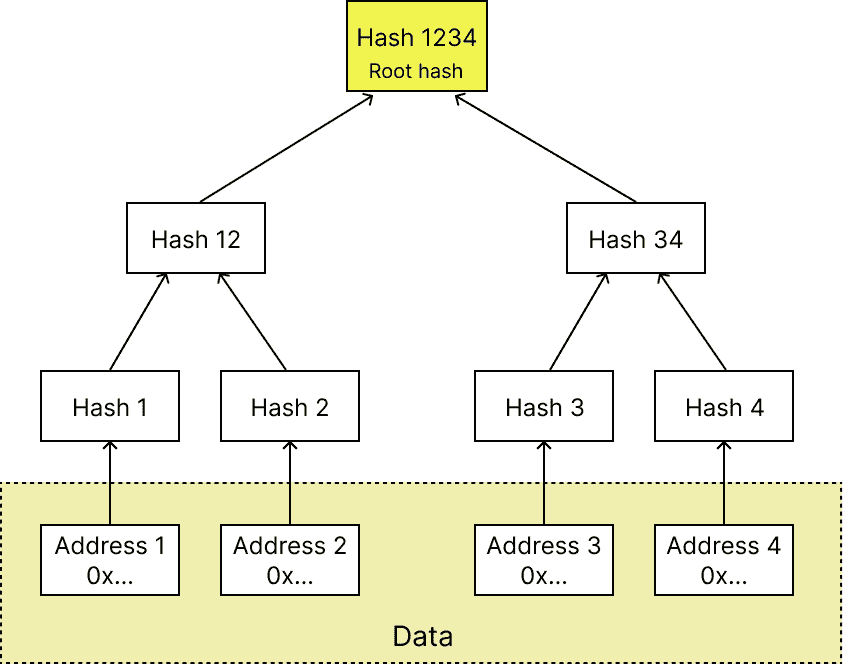 Hash 1234
Root hash
Hash 12
Hash 34
Hash 1
Hash 2
Hash 3
Hash 4
Address 1
0x...
Address 2
0x...
Address 3
0x...
Address 4
0x...
Data